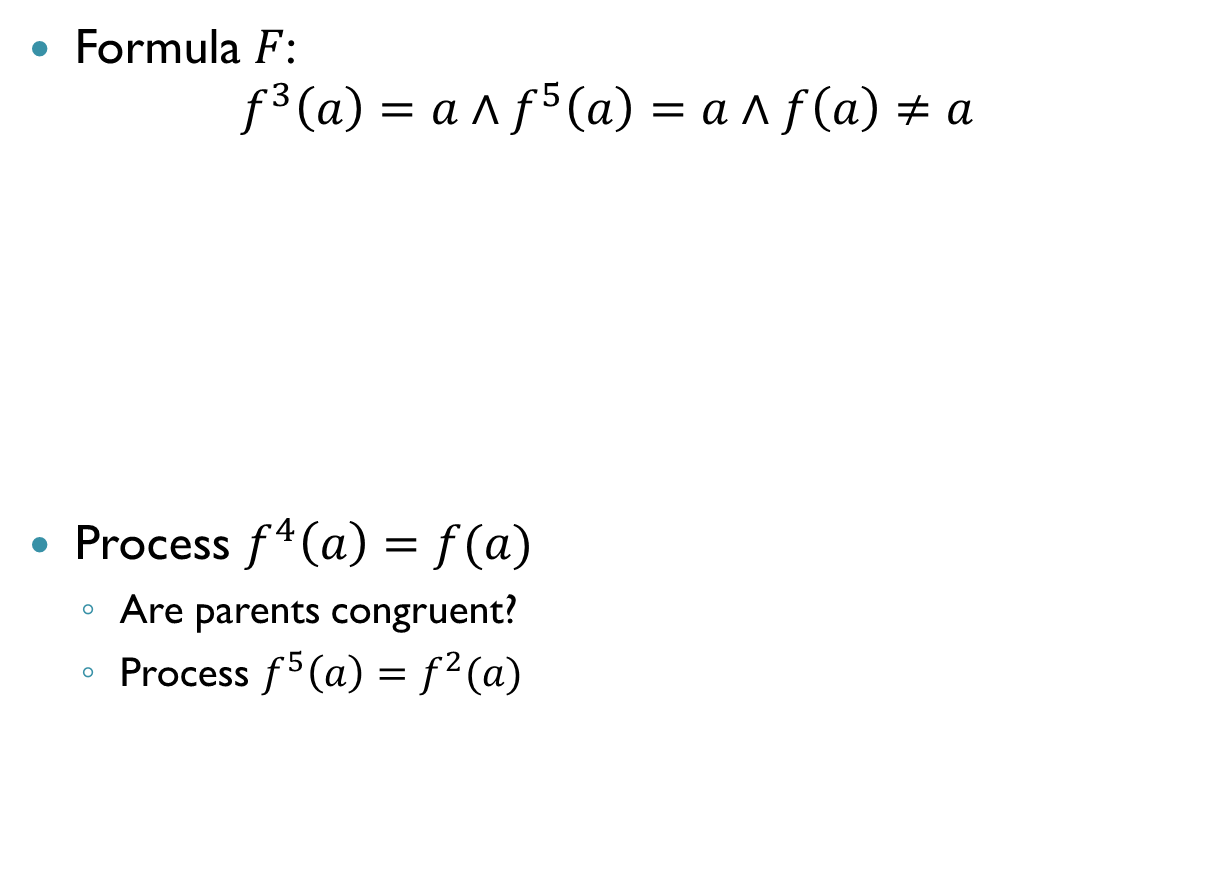 • Formula F:
f³(a) = a ∧ f⁵(a) = a ∧ f(a) ≠ a
• Process f⁴(a) = f(a)
◦ Are parents congruent?
◦ Process f⁵(a) = f²(a)